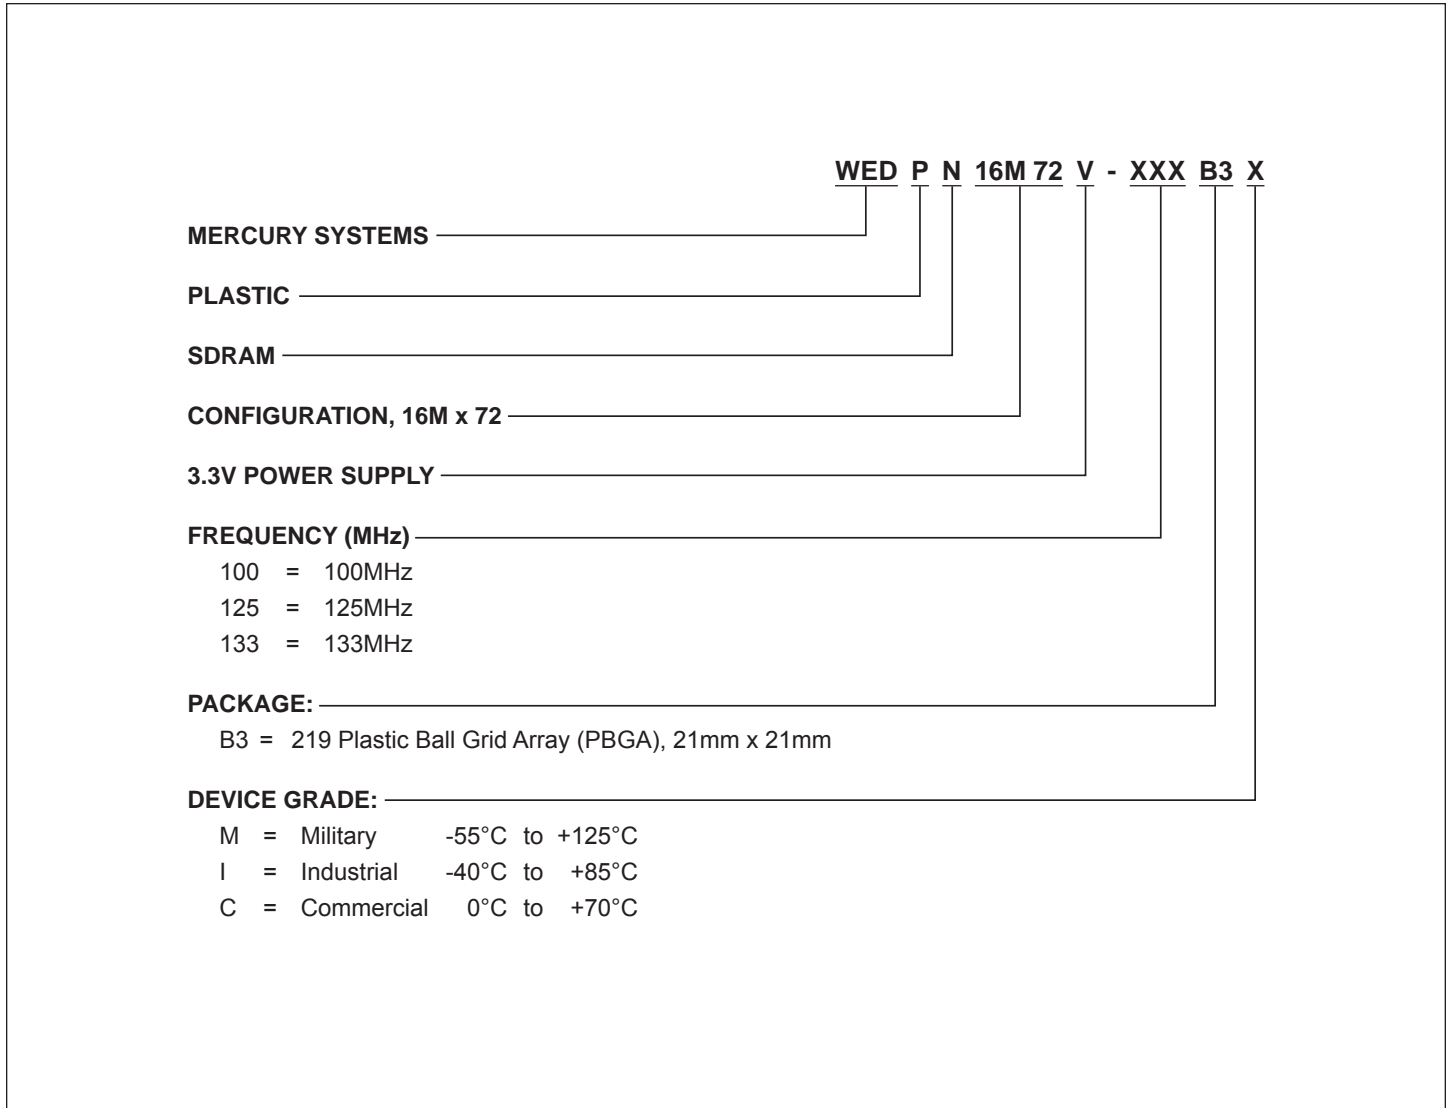 WED P N 16M 72 V - XXX B3 X
MERCURY SYSTEMS
PLASTIC
SDRAM
CONFIGURATION, 16M x 72
3.3V POWER SUPPLY
FREQUENCY (MHz)
100 = 100MHz
125 = 125MHz
133 = 133MHz
PACKAGE:
B3 = 219 Plastic Ball Grid Array (PBGA), 21mm x 21mm
DEVICE GRADE:
M = Military -55°C to +125°C
I = Industrial -40°C to +85°C
C = Commercial 0°C to +70°C